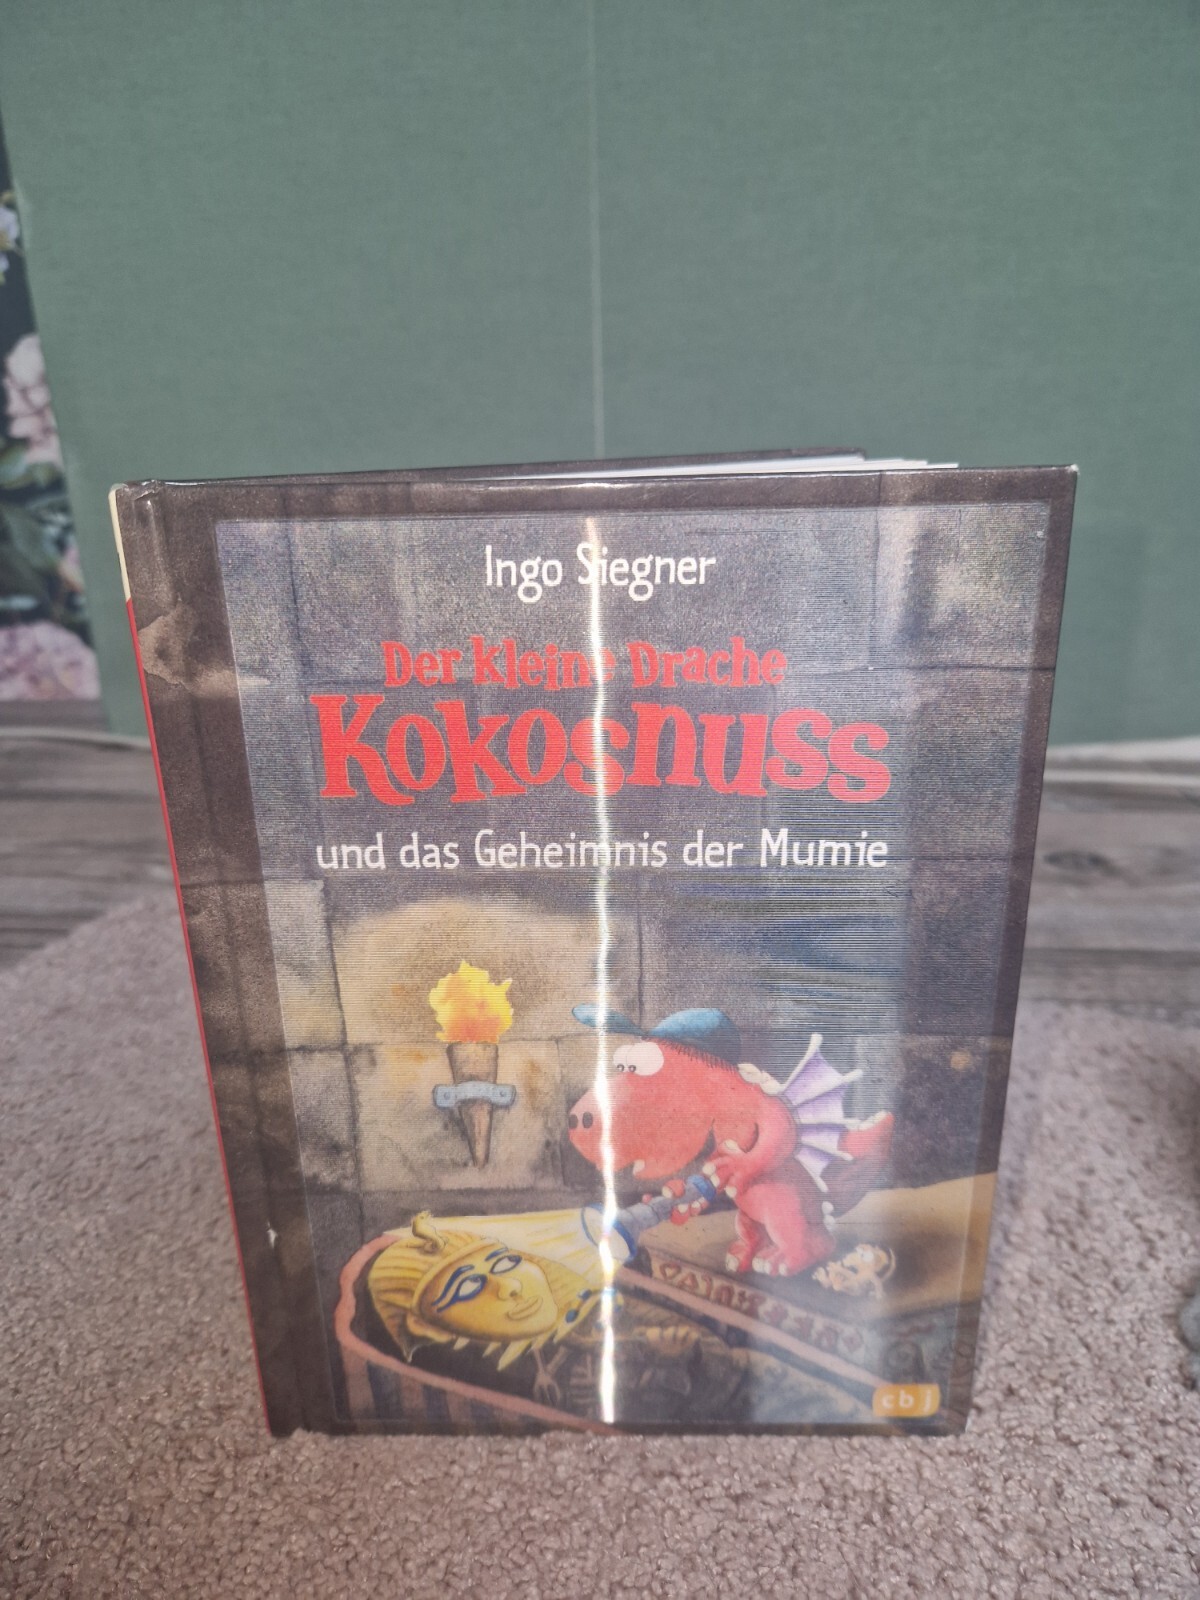 Ingo Siegner
Der kleine Drache
Kokosnuss
und das Geheimnis der Mumie
cbj